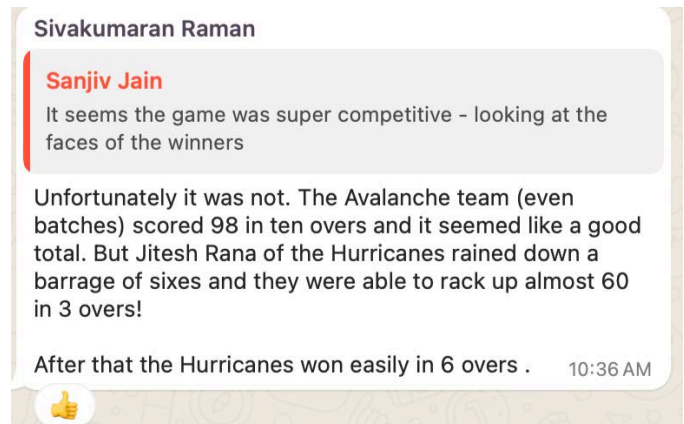 Sivakumaran Raman
Sanjiv Jain
It seems the game was super competitive - looking at the
faces of the winners
Unfortunately it was not. The Avalanche team (even
batches) scored 98 in ten overs and it seemed like a good
total. But Jitesh Rana of the Hurricanes rained down a
barrage of sixes and they were able to rack up almost 60
in 3 overs!
After that the Hurricanes won easily in 6 overs .
10:36 AM